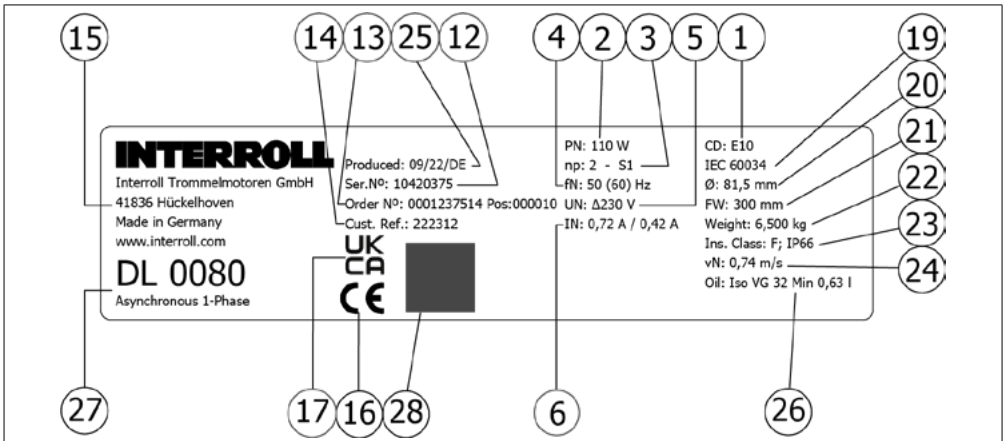 15 14 13 25 12 4 2 3 5 1 19
20
21
22
23
24
INTERROLL
Interroll Trommelmotoren GmbH
41836 Hückelhoven
Made in Germany
www.interroll.com
DL 0080
Asynchronous 1-Phase
Produced: 09/22/DE
Ser.Nº: 10420375
Order Nº: 0001237514 Pos:000010
Cust. Ref.: 222312
UK
CA
CE
PN: 110 W
np: 2 - S1
fN: 50 (60) Hz
UN: Δ230 V
IN: 0,72 A / 0,42 A
CD: E10
IEC 60034
Ø: 81,5 mm
FW: 300 mm
Weight: 6,500 kg
Ins. Class: F; IP66
vN: 0,74 m/s
Oil: Iso VG 32 Min 0,63 l
27 17 16 28 6 26